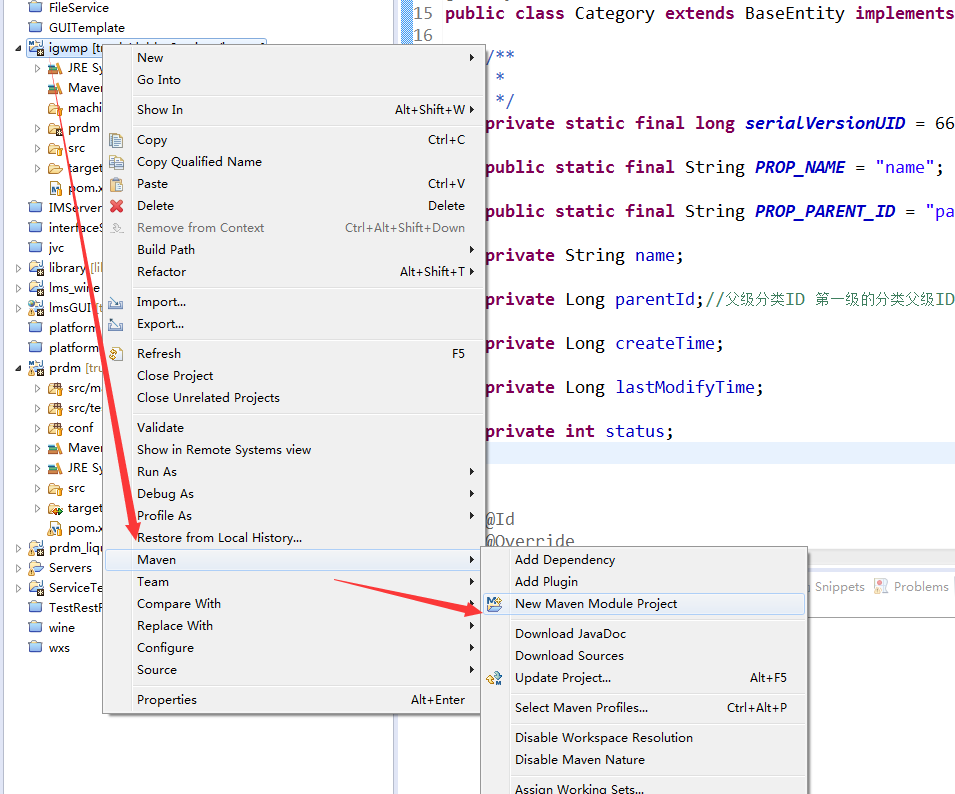 FileService
GUITemplate
igwmp
JRE Sy
Maven
machi
prdm
src
target
pom.x
IMServer
interfaceS
jvc
library [li
lms_wine
lmsGUI [t
platform
platform
prdm [tru
src/m
src/te
conf
Maven
JRE Sy
src
target
pom.x
prdm_liqu
Servers
ServiceTe
TestRestF
wine
wxs
New
Go Into
Show In Alt+Shift+W
Copy Ctrl+C
Copy Qualified Name
Paste Ctrl+V
Delete Delete
Remove from Context Ctrl+Alt+Shift+Down
Build Path
Refactor Alt+Shift+T
Import...
Export...
Refresh F5
Close Project
Close Unrelated Projects
Validate
Show in Remote Systems view
Run As
Debug As
Profile As
Restore from Local History...
Maven
Team
Compare With
Replace With
Configure
Source
Properties Alt+Enter
Add Dependency
Add Plugin
New Maven Module Project
Download JavaDoc
Download Sources
Update Project... Alt+F5
Select Maven Profiles... Ctrl+Alt+P
Disable Workspace Resolution
Disable Maven Nature
Assign Working Sets...
15 public class Category extends BaseEntity implements
16
/**
*
*/
private static final long serialVersionUID = 66
public static final String PROP_NAME = "name";
public static final String PROP_PARENT_ID = "pa
private String name;
private Long parentId;//父级分类ID 第一级的分类父级ID
private Long createTime;
private Long lastModifyTime;
private int status;
@Id
@Override
Snippets Problems